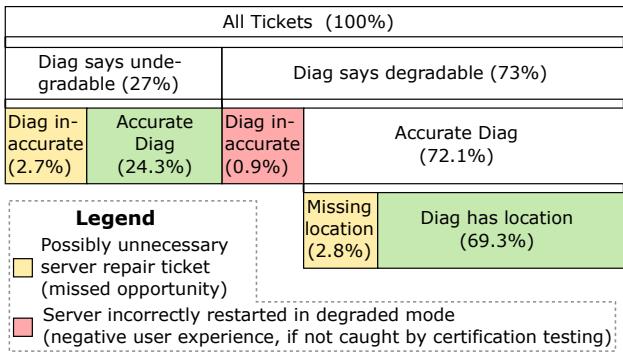 All Tickets (100%)
Diag says unde-
gradable (27%)
Diag says degradable (73%)
Diag in-
accurate
(2.7%)
Accurate
Diag
(24.3%)
Diag in-
accurate
(0.9%)
Accurate Diag
(72.1%)
Missing
location
(2.8%)
Diag has location
(69.3%)
Legend
Possibly unnecessary
server repair ticket
(missed opportunity)
Server incorrectly restarted in degraded mode
(negative user experience, if not caught by certification testing)